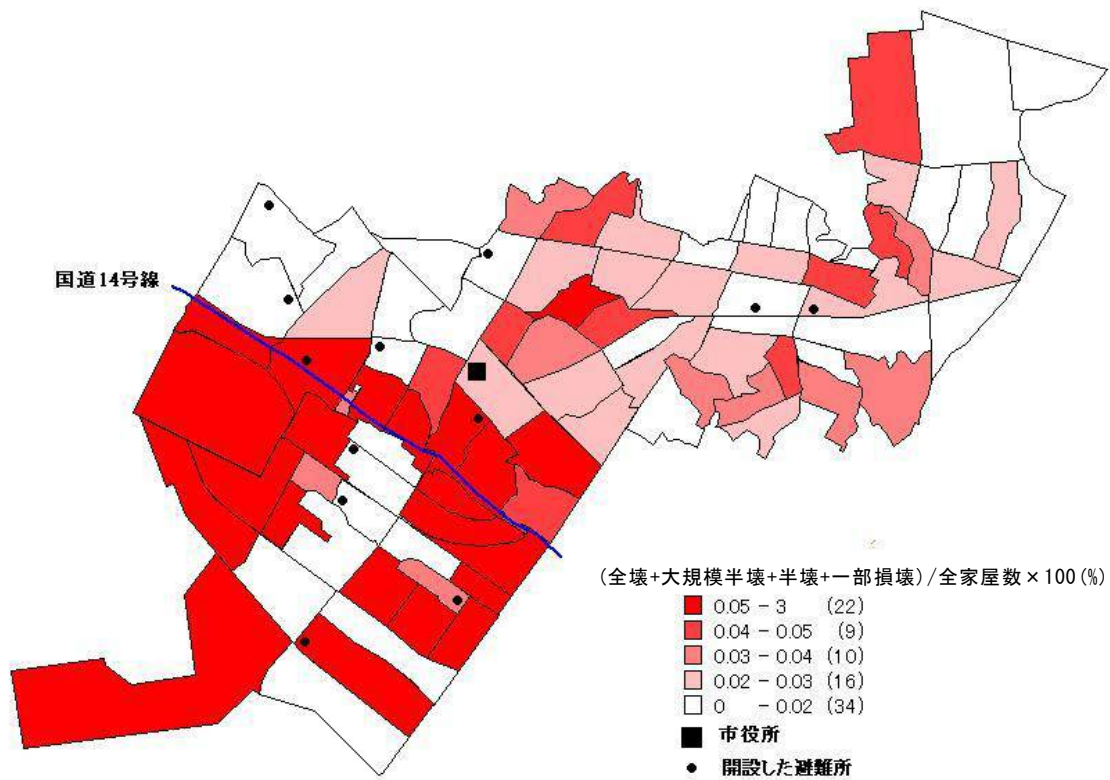 国道14号線
(全壊+大規模半壊+半壊+一部損壊)/全家屋数×100(%)
0.05 - 3 (22)
0.04 - 0.05 (9)
0.03 - 0.04 (10)
0.02 - 0.03 (16)
0 - 0.02 (34)
市役所
開設した避難所